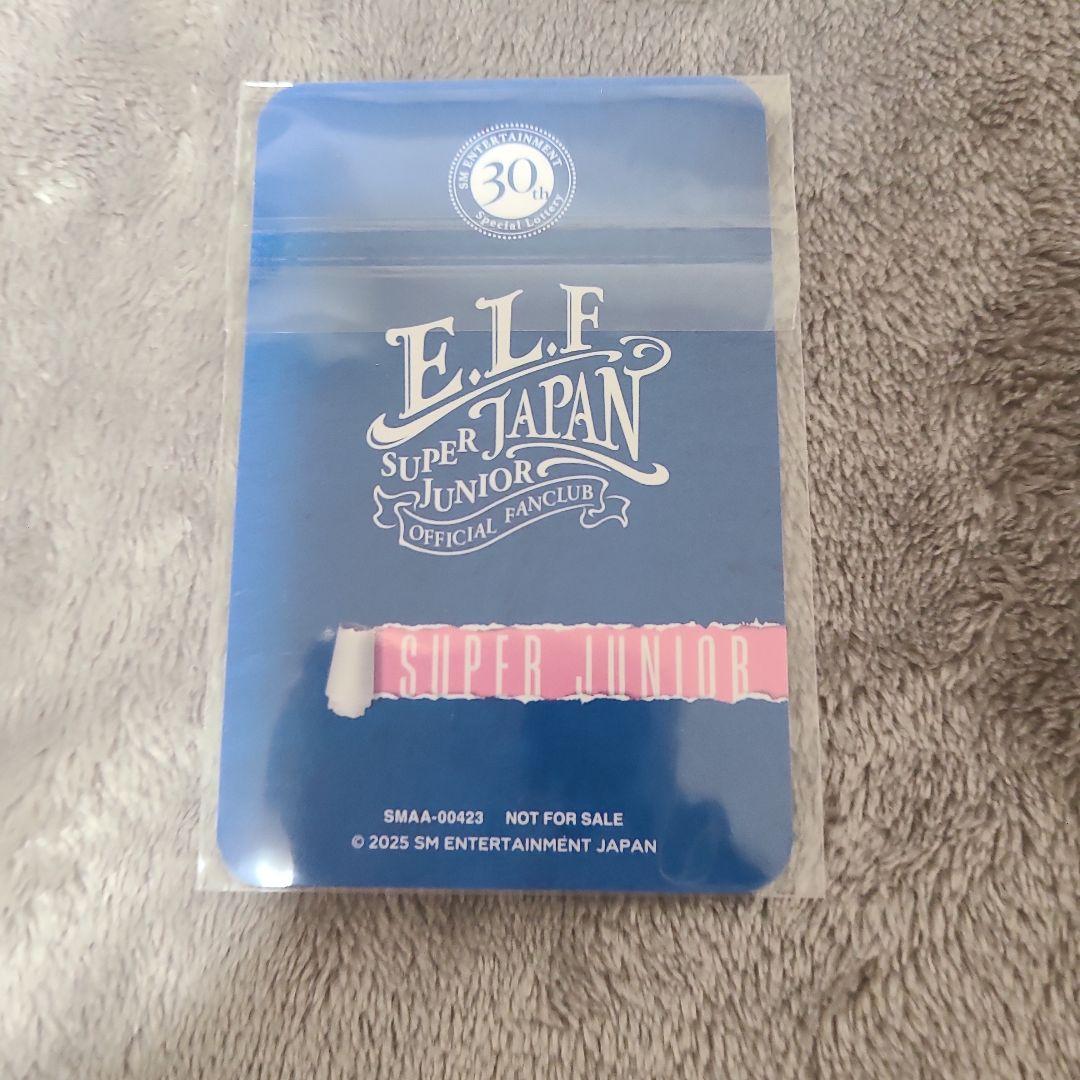 SM ENTERTAINMENT
30th
Special Lottery
E.L.F
JAPAN
SUPER
JUNIOR
OFFICIAL FANCLUB
SUPER JUNIOR
SMAA-00423 NOT FOR SALE
© 2025 SM ENTERTAINMENT JAPAN